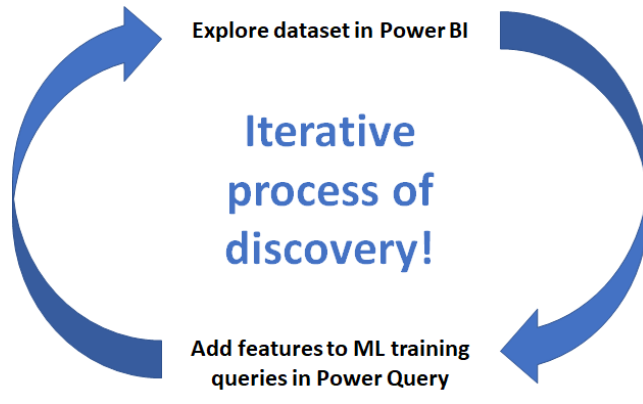 Explore dataset in Power BI
Iterative
process of
discovery!
Add features to ML training
queries in Power Query